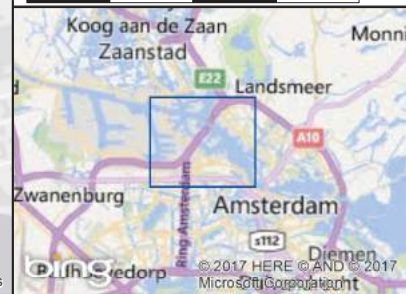 Koog aan de Zaan
Zaanstad
Monni
E22
Landsmeer
A10
Zwanenburg
Ring Amsterdam
Amsterdam
s112
Diemen
bing
© 2017 HERE © AND © 2017
Microsoft Corporation